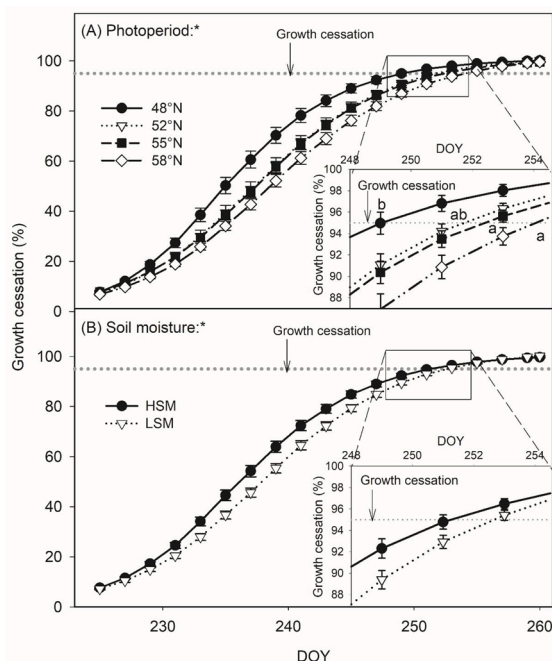 (A) Photoperiod:*
Growth cessation
48°N
52°N
55°N
58°N
100
80
60
40
20
0
DOY
248 250 252 254
Growth cessation
b
ab
a
a
100
98
96
94
92
90
88
Growth cessation (%)
Growth cessation (%)
(B) Soil moisture:*
Growth cessation
HSM
LSM
100
80
60
40
20
0
DOY
248 250 252 254
Growth cessation
100
98
96
94
92
90
88
Growth cessation (%)
230 240 250 260
DOY